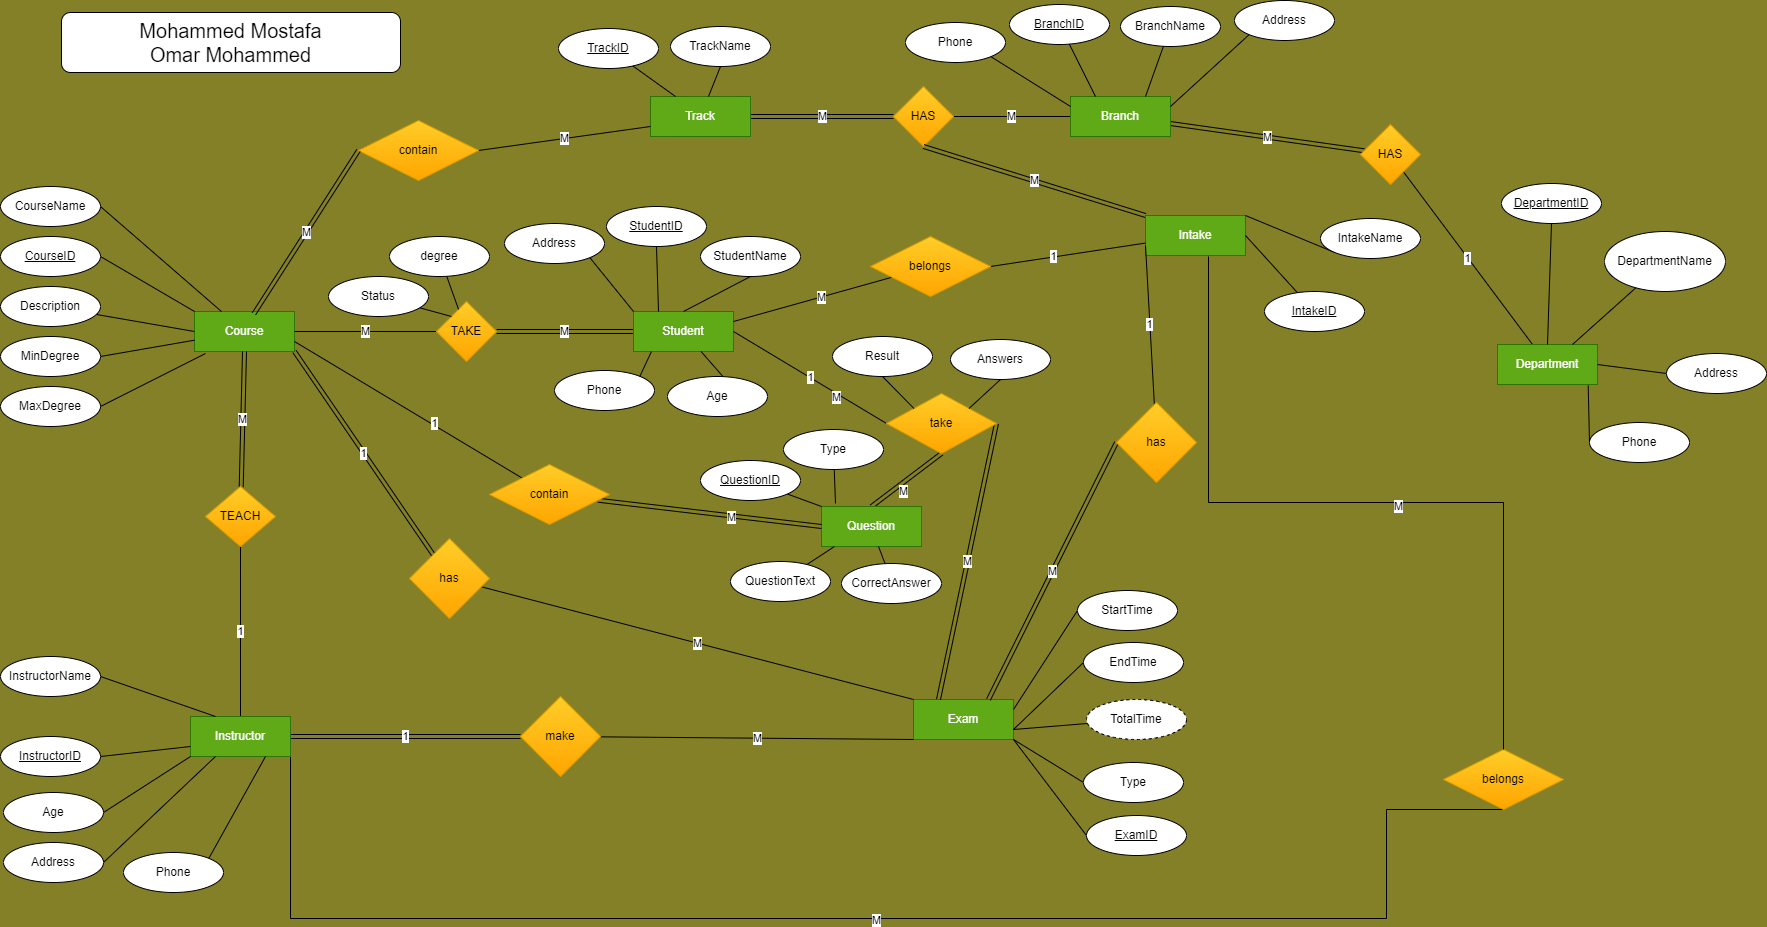 Mohammed Mostafa
Omar Mohammed
TrackID
TrackName
Phone
BranchID
BranchName
Address
Track
M
HAS
M
Branch
M
HAS
contain
M
M
M
CourseName
CourseID
Description
MinDegree
MaxDegree
Course
degree
Status
M
TAKE
M
Address
StudentID
StudentName
Student
Phone
Age
M
belongs
1
Intake
IntakeName
IntakeID
1
DepartmentID
DepartmentName
Department
Address
Phone
1
M
Result
Answers
take
1
has
M
1
1
contain
M
Type
QuestionID
Question
QuestionText
CorrectAnswer
M
M
M
M
TEACH
has
1
M
InstructorName
InstructorID
Age
Address
Phone
Instructor
1
make
M
Exam
StartTime
EndTime
TotalTime
Type
ExamID
belongs
M